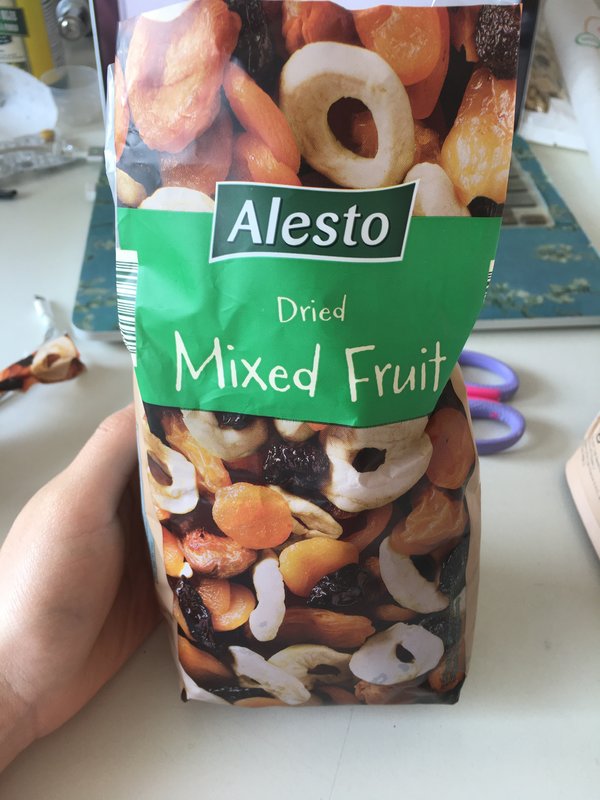 Alesto
Dried
Mixed Fruit